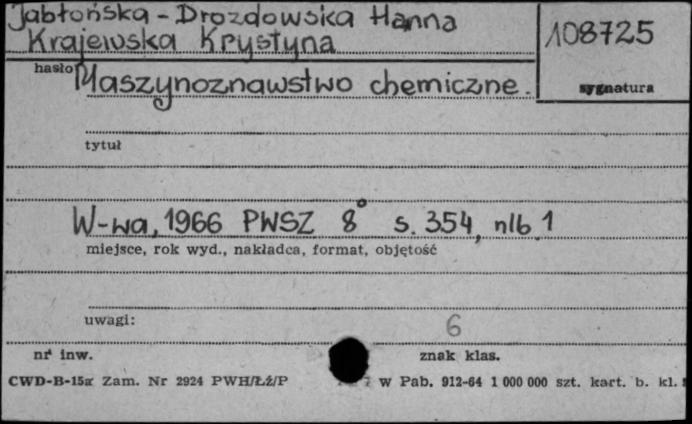 Jabłońska - Drozdowska Hanna
Krajewska Krystyna
108725
hasło
Maszynoznawstwo chemiczne.
sygnatura
tytuł
W-wa, 1966 PWSZ 8° s. 354, nlb 1
miejsce, rok wyd., nakładca, format, objętość
uwagi:
6
nr inw.
znak klas.
CWD-B-15a Zam. Nr 2924 PWH/Łź/P w Pab. 912-64 1 000 000 szt. kart. b. kl.